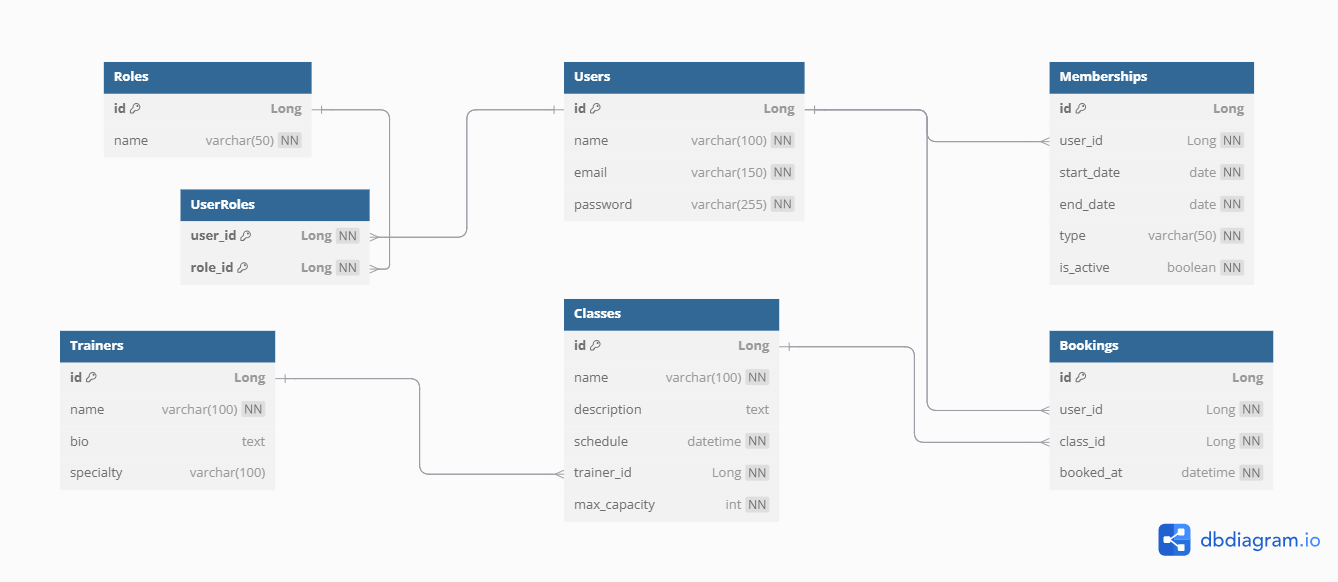 Roles
id Long
name varchar(50) NN
UserRoles
user_id Long NN
role_id Long NN
Trainers
id Long
name varchar(100) NN
bio text
specialty varchar(100)
Users
id Long
name varchar(100) NN
email varchar(150) NN
password varchar(255) NN
Classes
id Long
name varchar(100) NN
description text
schedule datetime NN
trainer_id Long NN
max_capacity int NN
Memberships
id Long
user_id Long NN
start_date date NN
end_date date NN
type varchar(50) NN
is_active boolean NN
Bookings
id Long
user_id Long NN
class_id Long NN
booked_at datetime NN
dbdiagram.io